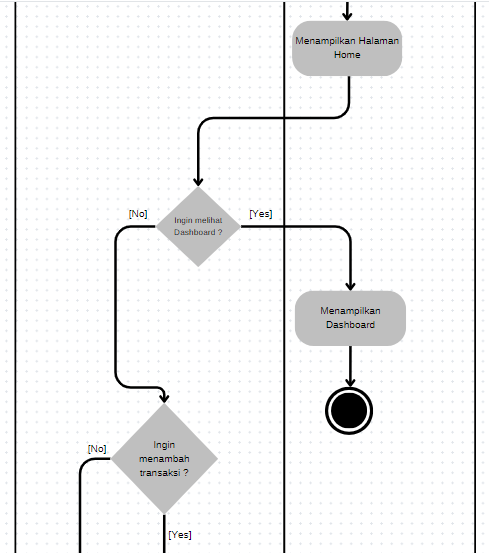 Menampilkan Halaman
Home
[No]
Ingin melihat
Dashboard ?
[Yes]
Menampilkan
Dashboard
Ingin
menambah
transaksi ?
[No]
[Yes]